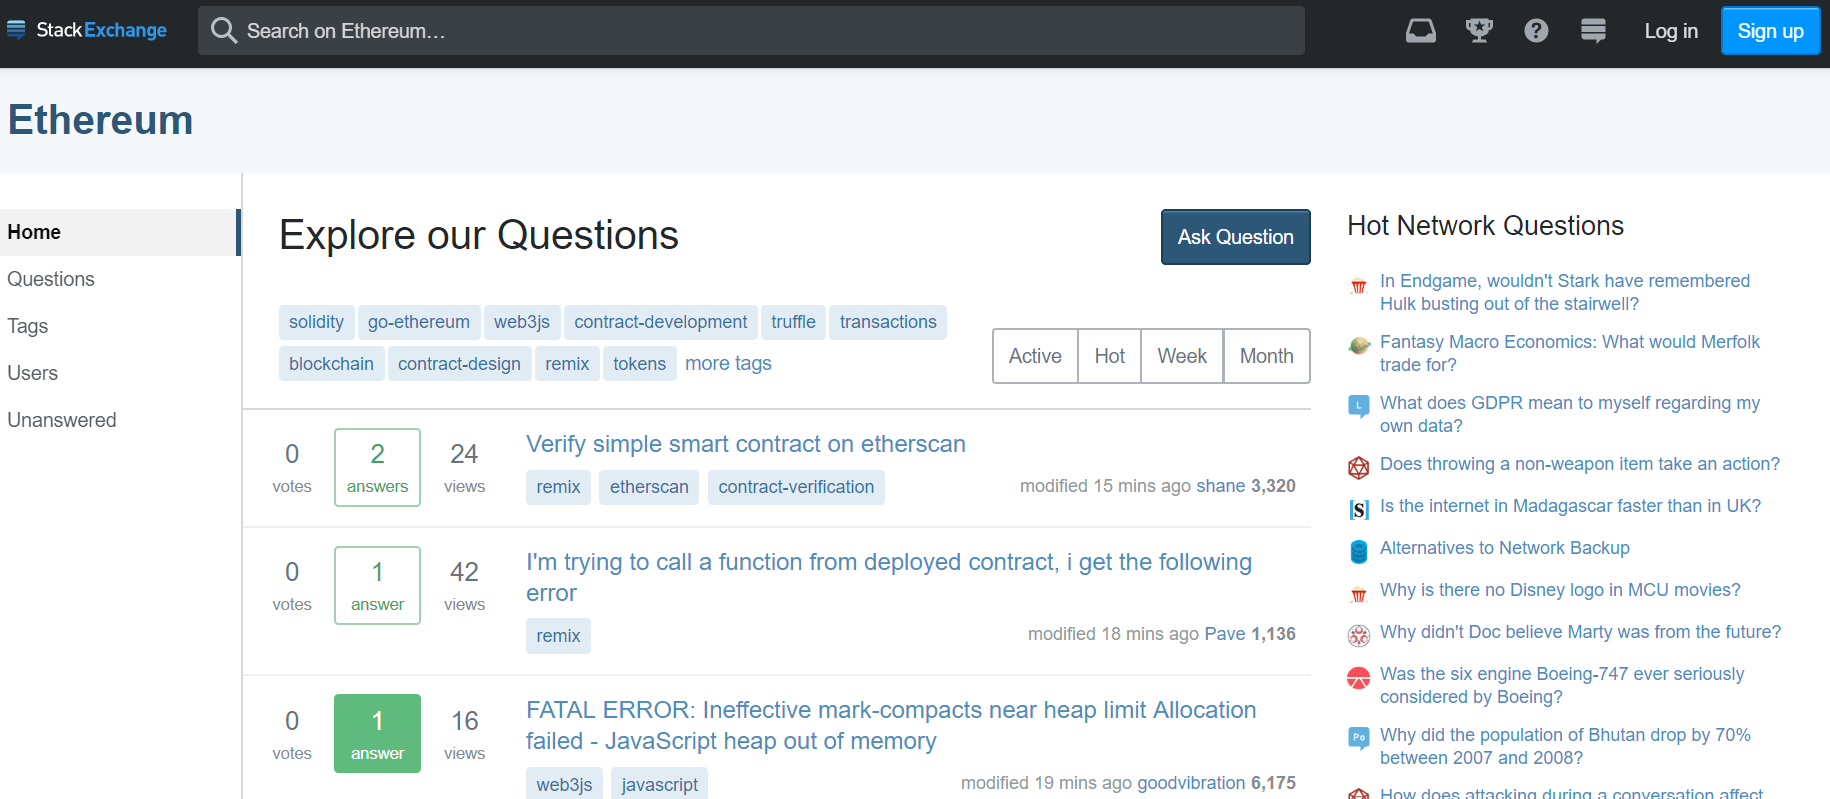 StackExchange
Search on Ethereum…
Log in
Sign up
Ethereum
Home
Questions
Tags
Users
Unanswered
Explore our Questions
Ask Question
solidity go-ethereum web3js contract-development truffle transactions
blockchain contract-design remix tokens more tags
Active Hot Week Month
0 votes
2 answers
24 views
Verify simple smart contract on etherscan
remix etherscan contract-verification
modified 15 mins ago shane 3,320
0 votes
1 answer
42 views
I'm trying to call a function from deployed contract, i get the following
error
remix
modified 18 mins ago Pave 1,136
0 votes
1 answer
16 views
FATAL ERROR: Ineffective mark-compacts near heap limit Allocation
failed - JavaScript heap out of memory
web3js javascript
modified 19 mins ago goodvibration 6,175
Hot Network Questions
In Endgame, wouldn't Stark have remembered
Hulk busting out of the stairwell?
Fantasy Macro Economics: What would Merfolk
trade for?
L
What does GDPR mean to myself regarding my
own data?
Does throwing a non-weapon item take an action?
[S]
Is the internet in Madagascar faster than in UK?
Alternatives to Network Backup
Why is there no Disney logo in MCU movies?
Why didn't Doc believe Marty was from the future?
Was the six engine Boeing-747 ever seriously
considered by Boeing?
Po
Why did the population of Bhutan drop by 70%
between 2007 and 2008?
How does attacking during a conversation affect